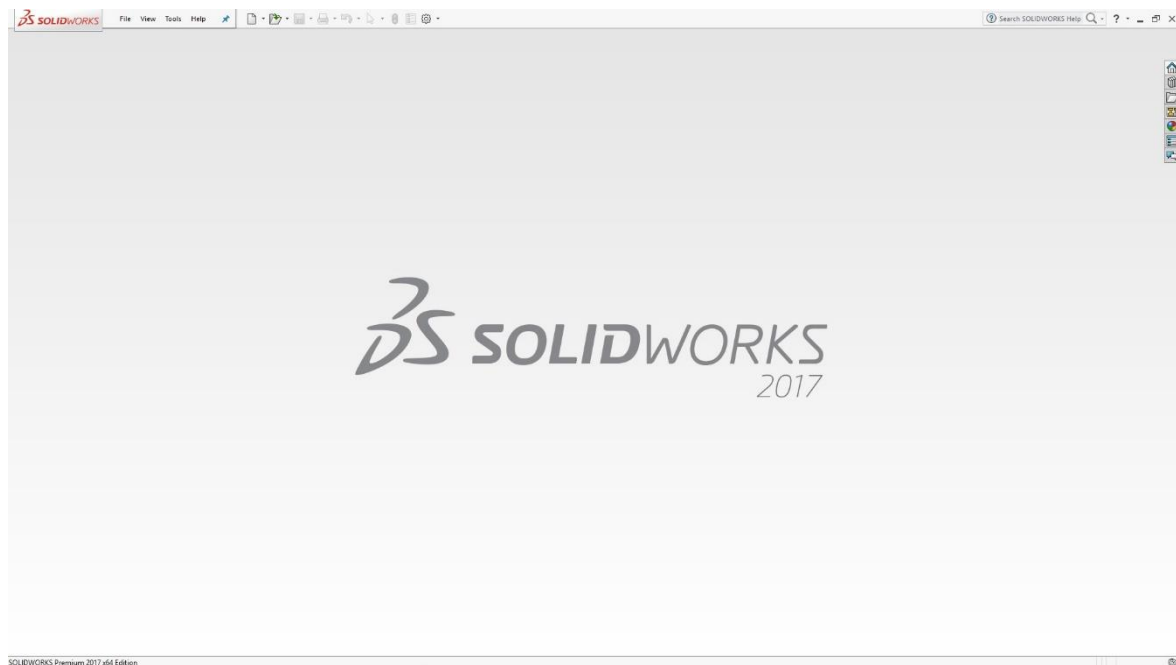 SOLIDWORKS File View Tools Help Search SOLIDWORKS Help ?
SOLIDWORKS
2017
SOLIDWORKS Premium 2017 x64 Edition